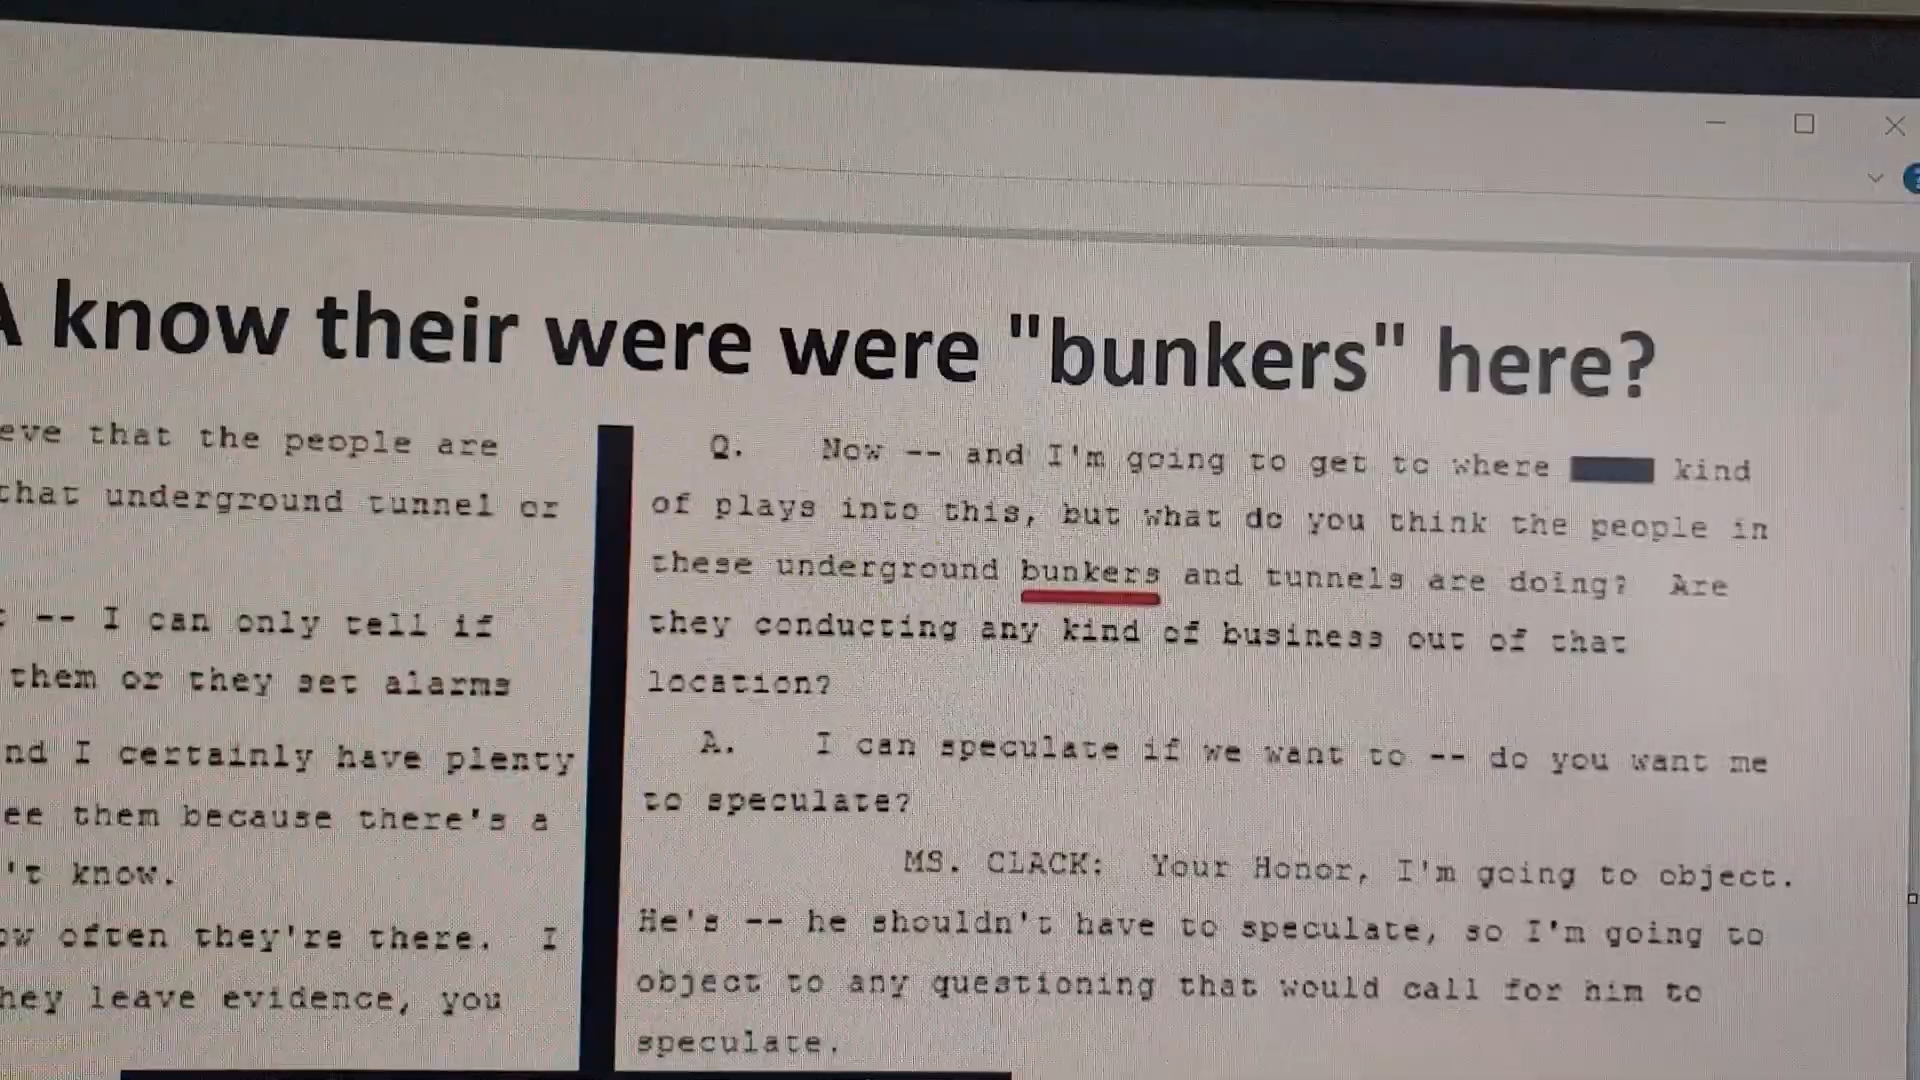 know their were were "bunkers" here?
that the people are
that underground tunnel or
-- I can only tell if
them or they set alarms
I certainly have plenty
them because there's a
't know.
often they're there. I
leave evidence, you
Q. Now -- and I'm going to get to where kind
of plays into this, but what do you think the people in
these underground bunkers and tunnels are doing? Are
they conducting any kind of business out of that
location?
A. I can speculate if we want to -- do you want me
to speculate?
MS. CLACK: Your Honor, I'm going to object.
He's -- he shouldn't have to speculate, so I'm going to
object to any questioning that would call for him to
speculate.